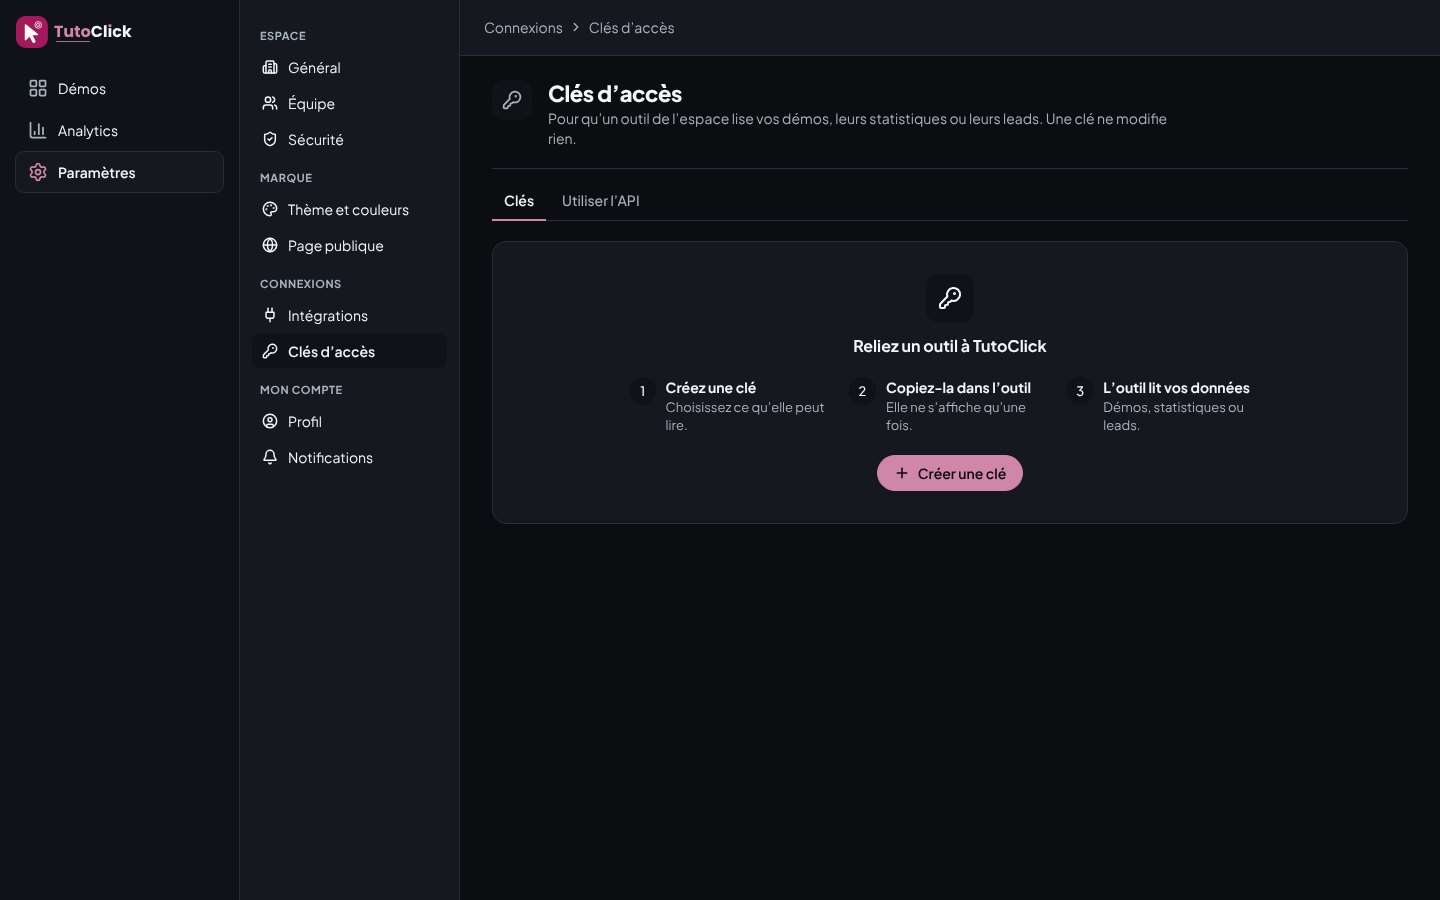 TutoClick
Démos
Analytics
Paramètres
ESPACE
Général
Équipe
Sécurité
MARQUE
Thème et couleurs
Page publique
CONNEXIONS
Intégrations
Clés d’accès
MON COMPTE
Profil
Notifications
Connexions > Clés d’accès
Clés d’accès
Pour qu’un outil de l’espace lise vos démos, leurs statistiques ou leurs leads. Une clé ne modifie
rien.
Clés
Utiliser l’API
Reliez un outil à TutoClick
1
Créez une clé
Choisissez ce qu’elle peut
lire.
2
Copiez-la dans l’outil
Elle ne s’affiche qu’une
fois.
3
L’outil lit vos données
Démos, statistiques ou
leads.
Créer une clé